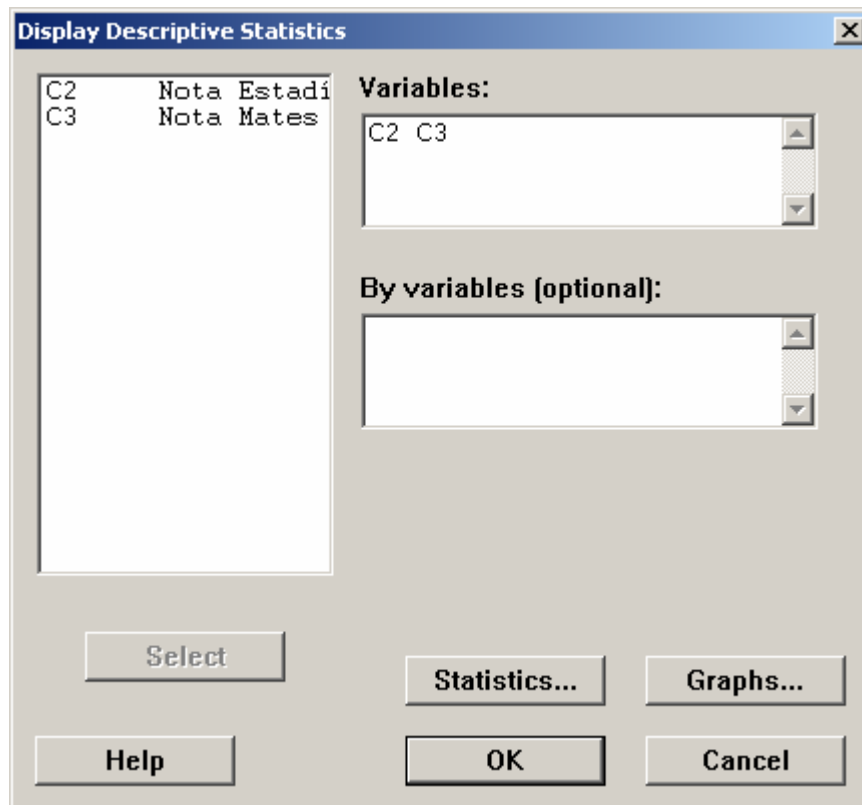 Display Descriptive Statistics
C2 Nota Estadí
C3 Nota Mates
Variables:
C2 C3
By variables (optional):
Select
Statistics...
Graphs...
Help
OK
Cancel